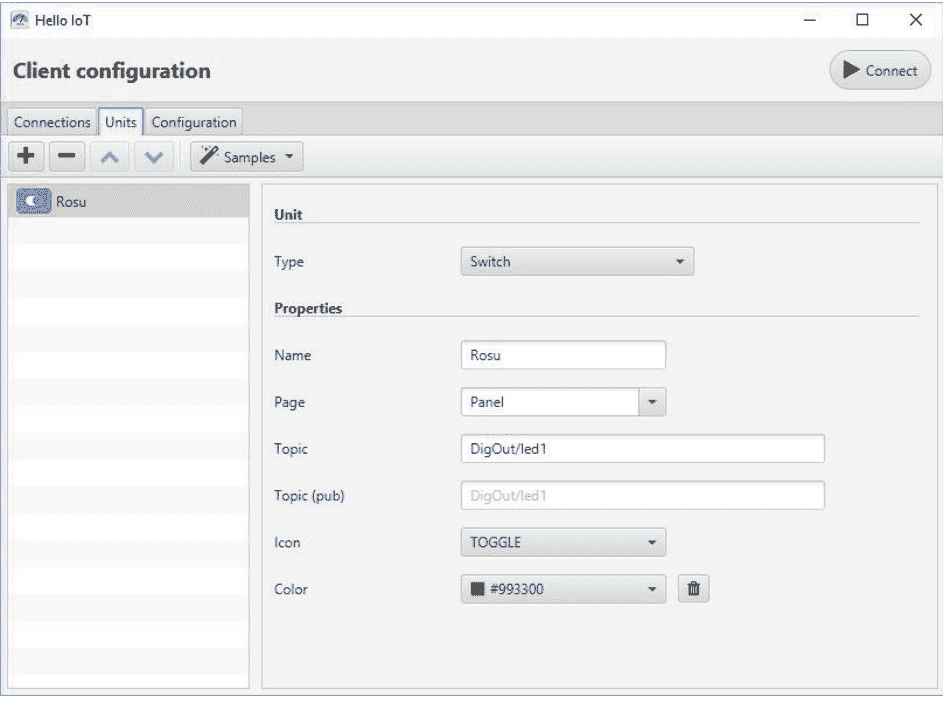 Hello IoT
Client configuration
Connect
Connections Units Configuration
Samples
Rosu
Unit
Type Switch
Properties
Name Rosu
Page Panel
Topic DigOut/led1
Topic (pub) DigOut/led1
Icon TOGGLE
Color #993300